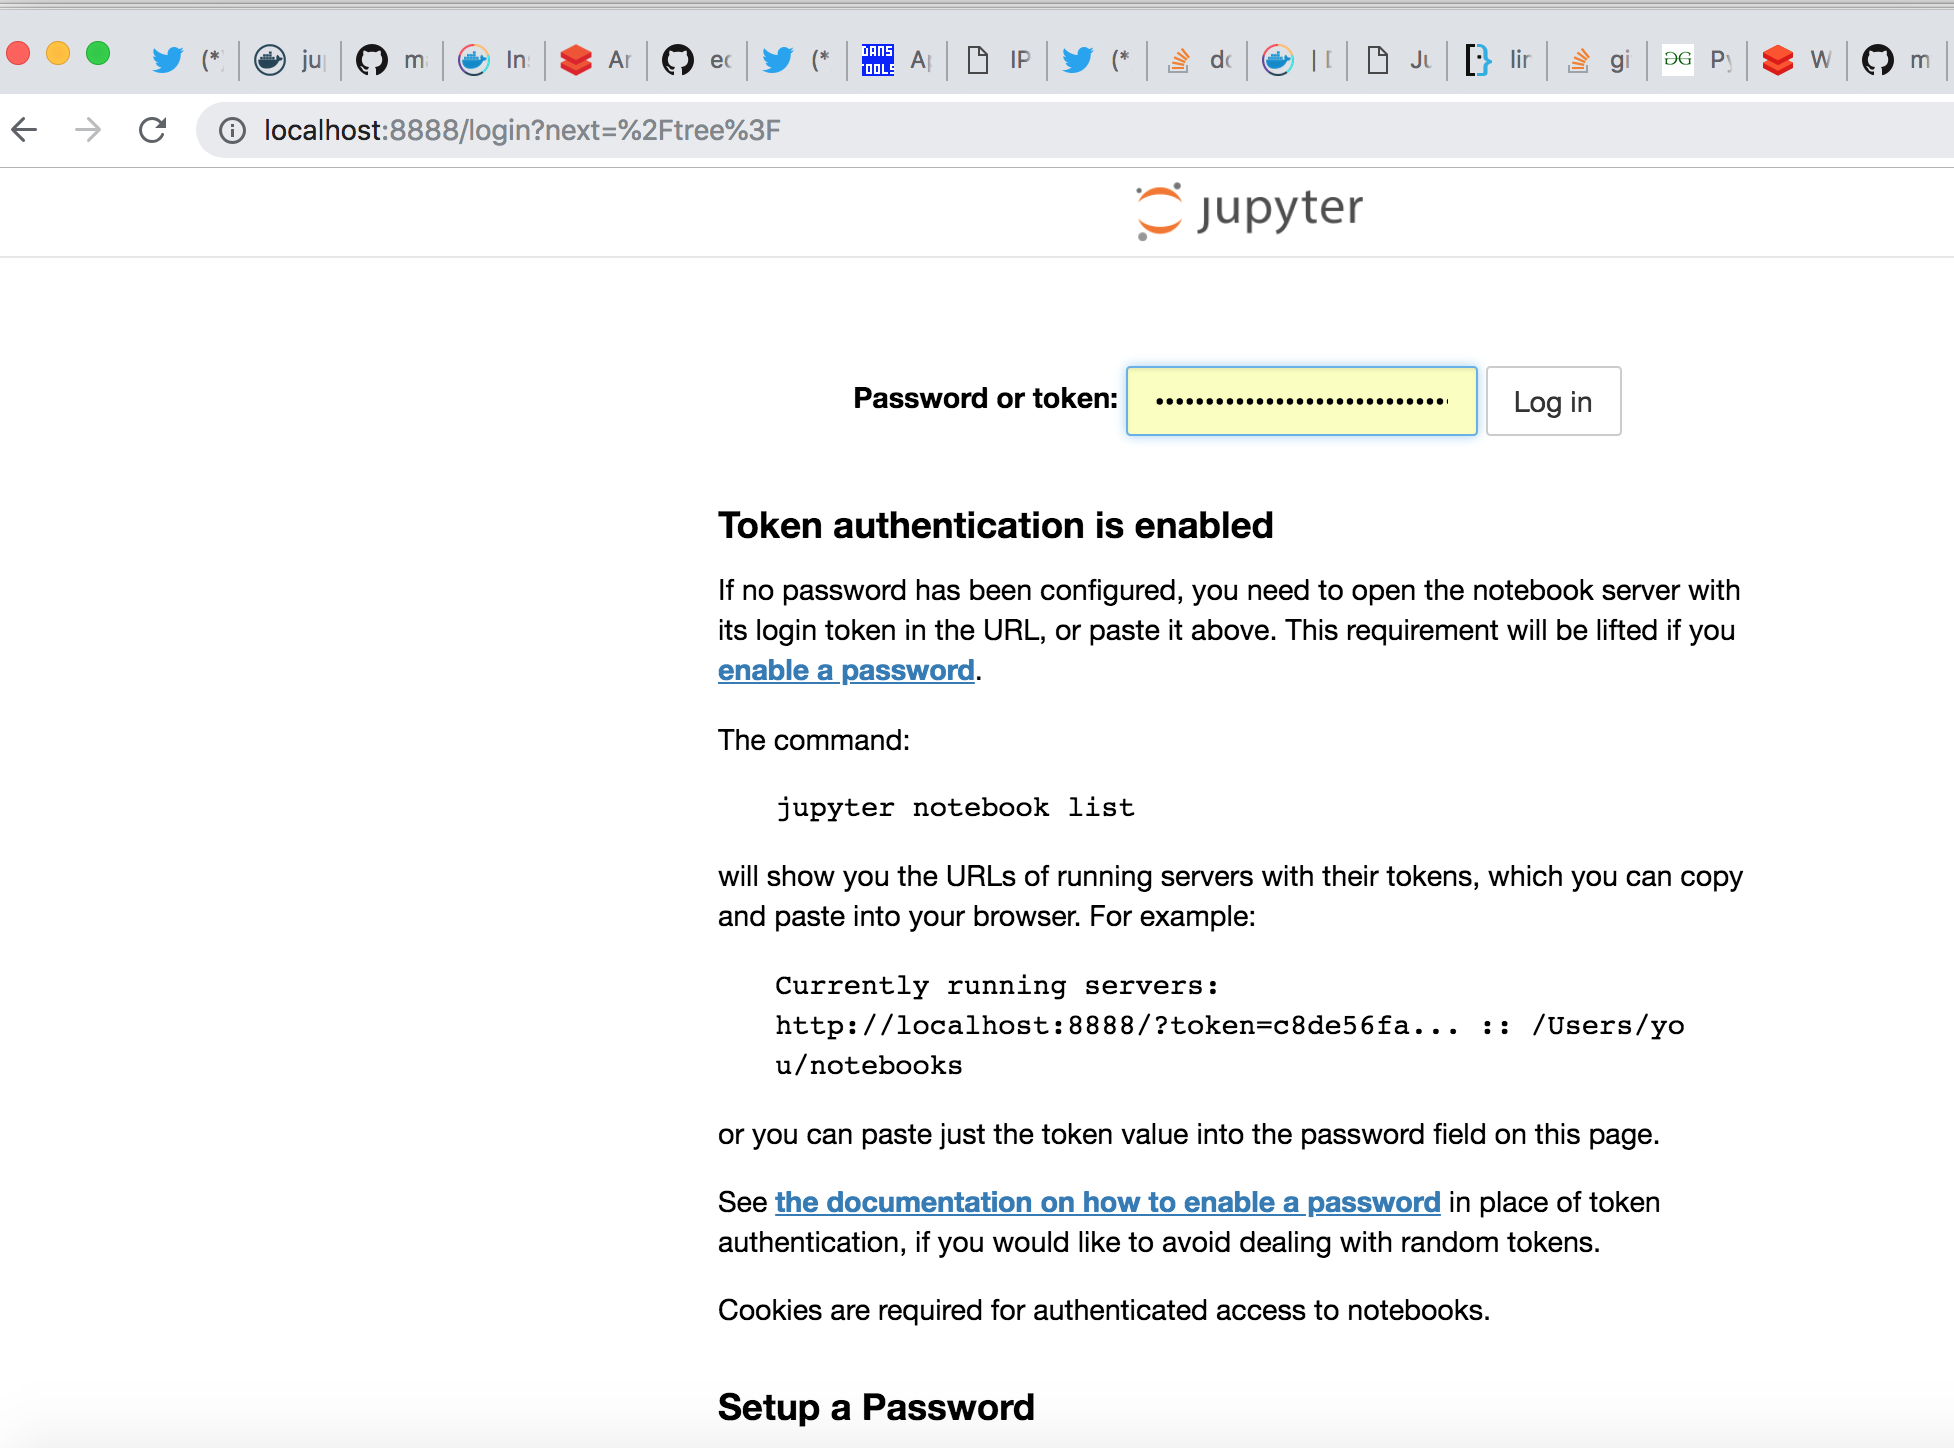 (* ju m In Ar ec (* Ap IP (* do | Ju lir gi Py W m
localhost:8888/login?next=%2Ftree%3F
jupyter
Password or token: Log in
Token authentication is enabled
If no password has been configured, you need to open the notebook server with
its login token in the URL, or paste it above. This requirement will be lifted if you
enable a password.
The command:
jupyter notebook list
will show you the URLs of running servers with their tokens, which you can copy
and paste into your browser. For example:
Currently running servers:
http://localhost:8888/?token=c8de56fa... :: /Users/yo
u/notebooks
or you can paste just the token value into the password field on this page.
See the documentation on how to enable a password in place of token
authentication, if you would like to avoid dealing with random tokens.
Cookies are required for authenticated access to notebooks.
Setup a Password